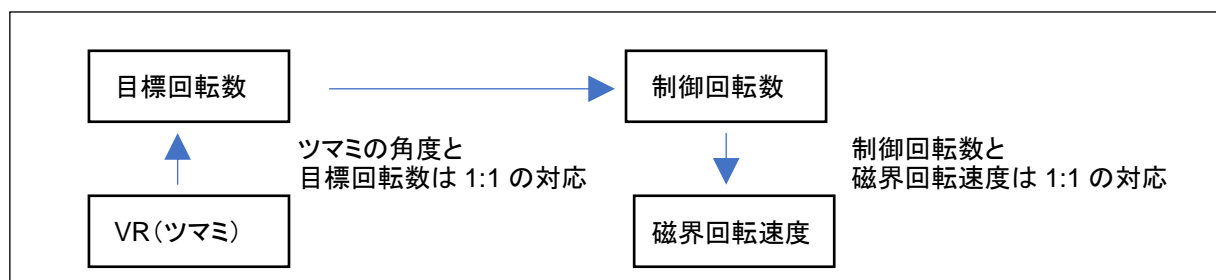 目標回転数
制御回転数
ツマミの角度と
目標回転数は 1:1 の対応
制御回転数と
磁界回転速度は 1:1 の対応
VR(ツマミ)
磁界回転速度